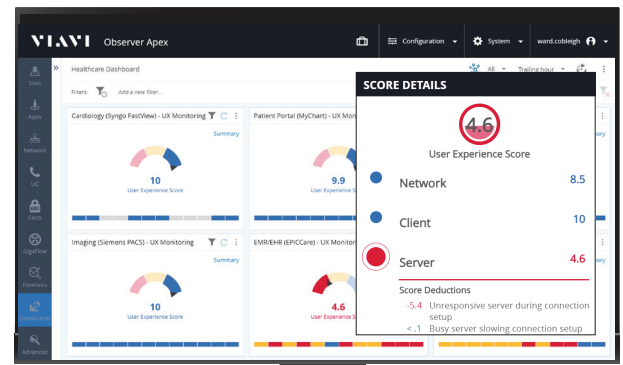 VIAVI Observer Apex
Configuration
System
ward.cobleigh
Sites
Apps
Network
UC
Certs
GigaFlow
Forensics
Dashboards
Advanced
»
Healthcare Dashboard
All
Trailing hour
Filters
Add a new filter...
Cardiology (Syngo FastView) - UX Monitoring
Summary
10
User Experience Score
Patient Portal (MyChart) - UX Mon
9.9
User Experience S
Imaging (Siemens PACS) - UX Monitoring
Summary
10
User Experience Score
EMR/EHR (EPICCare) - UX Monitor
4.6
User Experience S
SCORE DETAILS
4.6
User Experience Score
Network 8.5
Client 10
Server 4.6
Score Deductions
-5.4 Unresponsive server during connection
setup
< .1 Busy server slowing connection setup